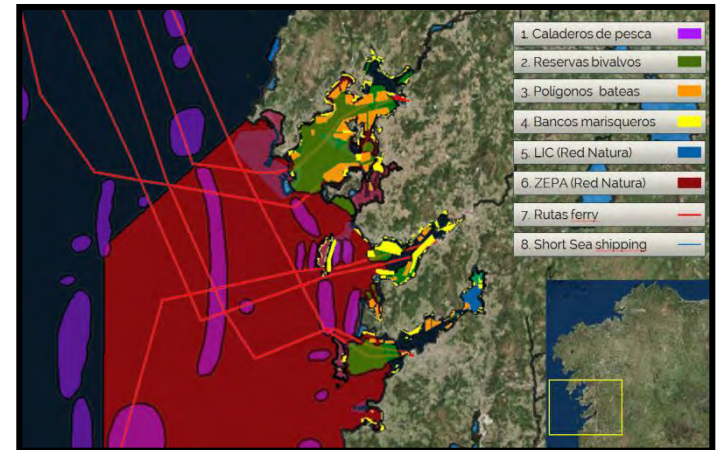 1. Caladeros de pesca
2. Reservas bivalvos
3. Polígonos bateas
4. Bancos marisqueros
5. LIC (Red Natura)
6. ZEPA (Red Natura)
7. Rutas ferry
8. Short Sea shipping